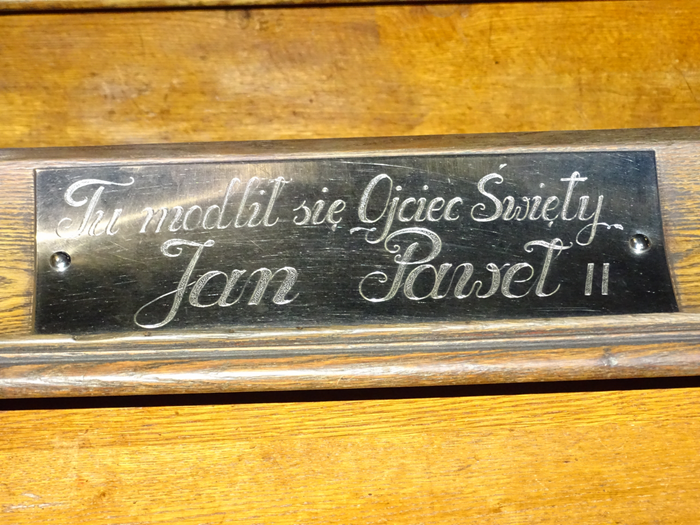 Tu modlił się Ojciec Święty
Jan Paweł II